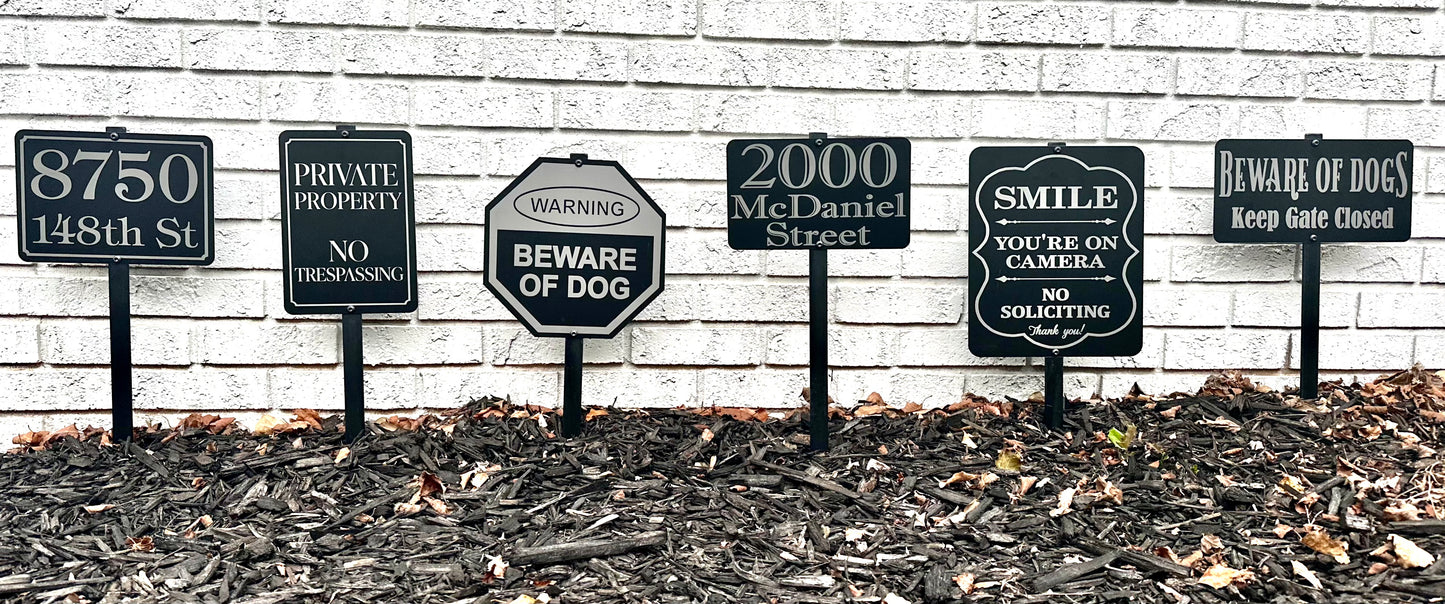 8750
148th St
PRIVATE
PROPERTY
NO
TRESPASSING
WARNING
BEWARE
OF DOG
2000
McDaniel
Street
SMILE
YOU'RE ON
CAMERA
NO
SOLICITING
Thank you!
BEWARE OF DOGS
Keep Gate Closed